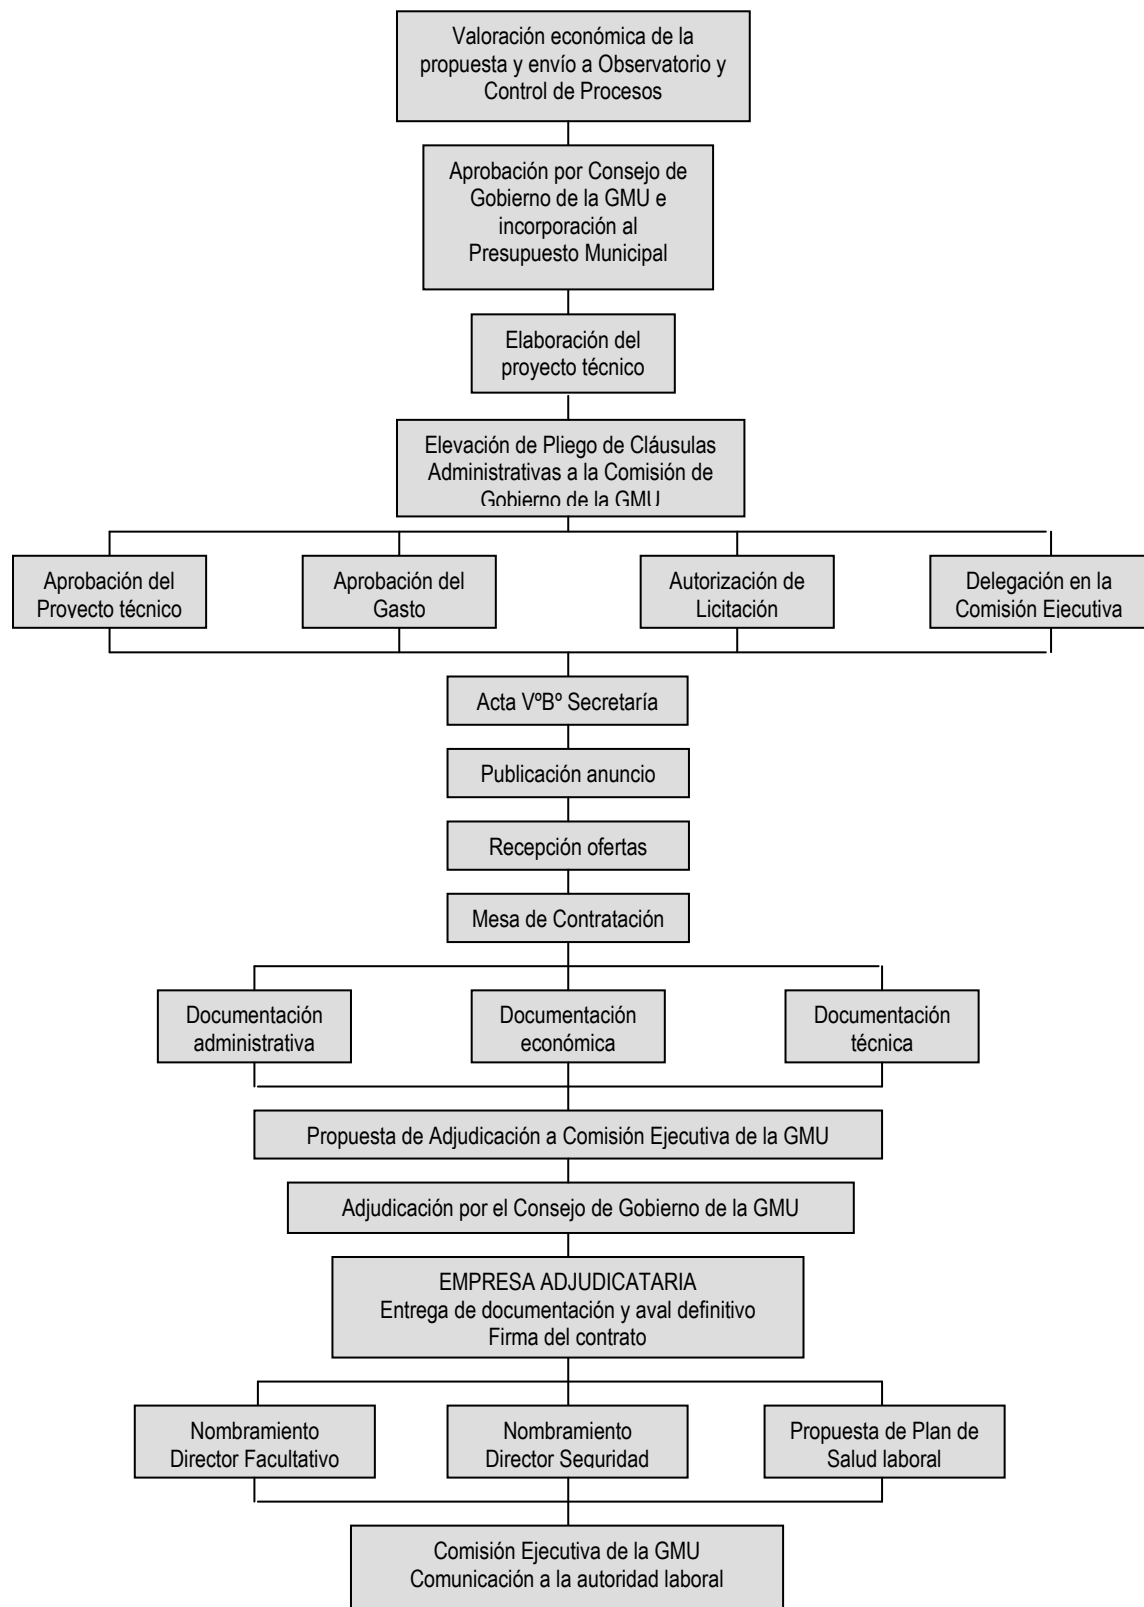 Valoración económica de la
propuesta y envío a Observatorio y
Control de Procesos
Aprobación por Consejo de
Gobierno de la GMU e
incorporación al
Presupuesto Municipal
Elaboración del
proyecto técnico
Elevación de Pliego de Cláusulas
Administrativas a la Comisión de
Gobierno de la GMU
Aprobación del
Proyecto técnico
Aprobación del
Gasto
Autorización de
Licitación
Delegación en la
Comisión Ejecutiva
Acta VºBº Secretaría
Publicación anuncio
Recepción ofertas
Mesa de Contratación
Documentación
administrativa
Documentación
económica
Documentación
técnica
Propuesta de Adjudicación a Comisión Ejecutiva de la GMU
Adjudicación por el Consejo de Gobierno de la GMU
EMPRESA ADJUDICATARIA
Entrega de documentación y aval definitivo
Firma del contrato
Nombramiento
Director Facultativo
Nombramiento
Director Seguridad
Propuesta de Plan de
Salud laboral
Comisión Ejecutiva de la GMU
Comunicación a la autoridad laboral